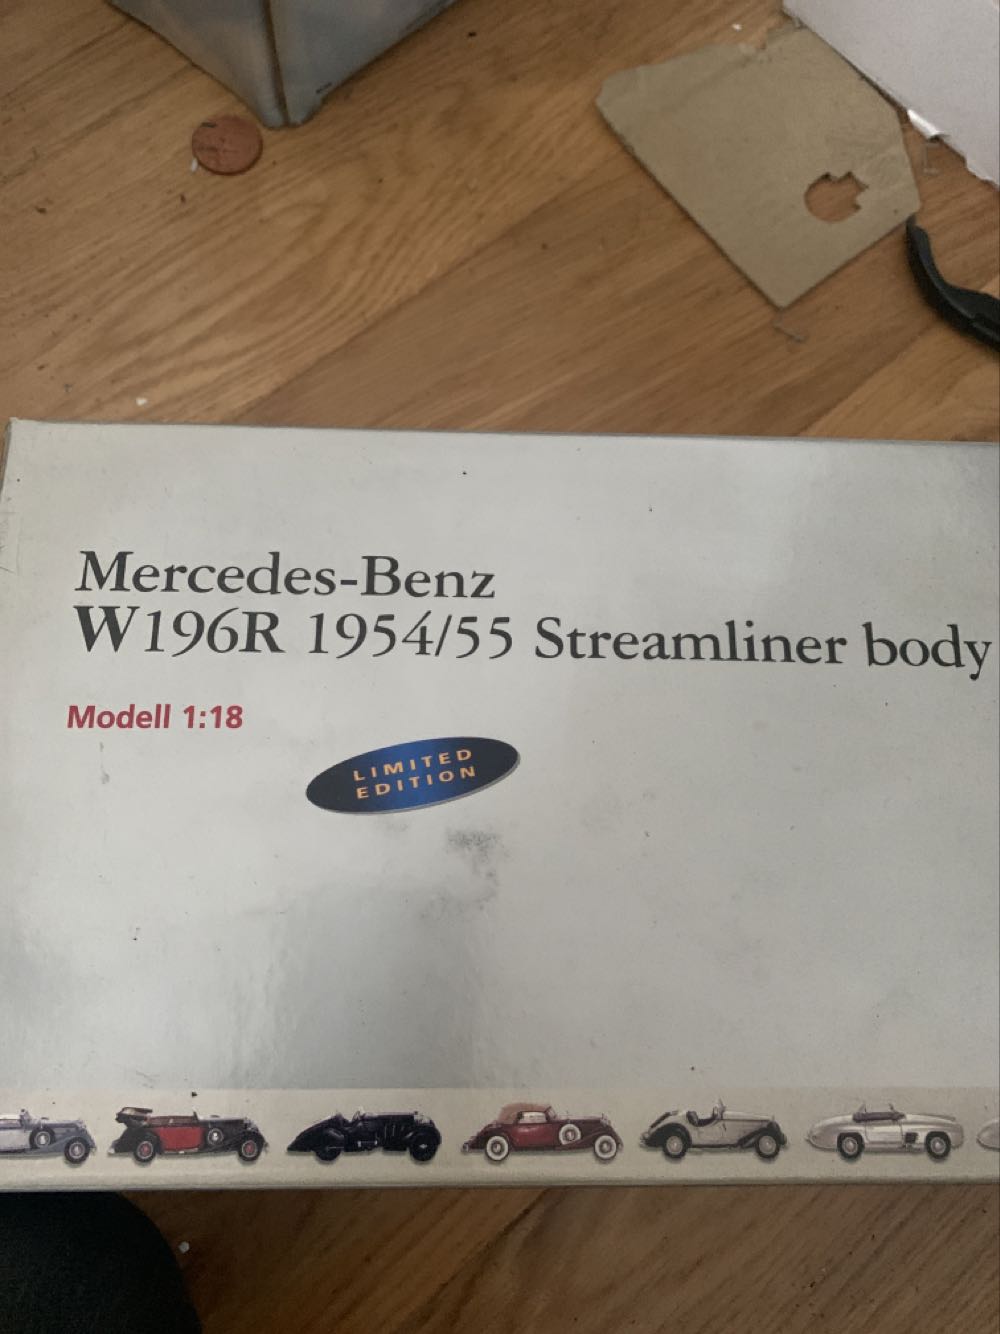 Mercedes-Benz
W196R 1954/55 Streamliner body
Modell 1:18
LIMITED
EDITION